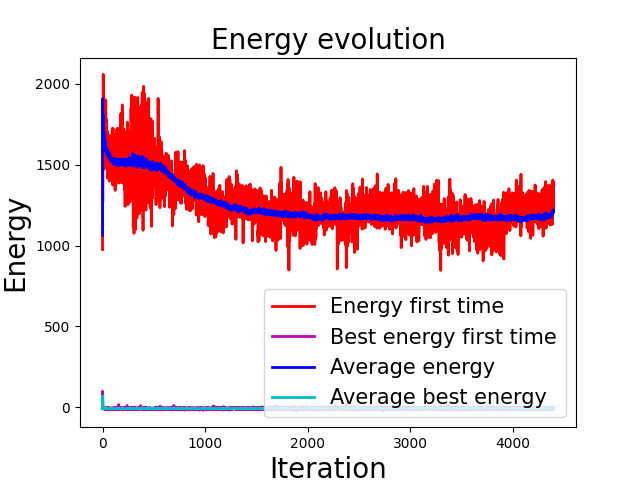 Energy evolution
Energy
2000
1500
1000
500
0
Energy first time
Best energy first time
Average energy
Average best energy
0 1000 2000 3000 4000
Iteration